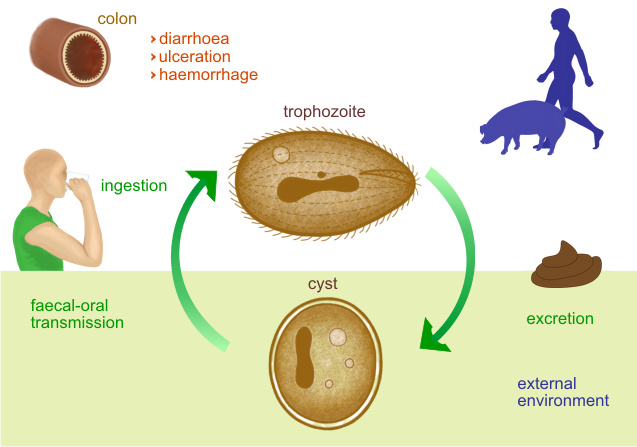 colon
diarrhoea
ulceration
haemorrhage
trophozoite
ingestion
cyst
faecal-oral
transmission
excretion
external
environment